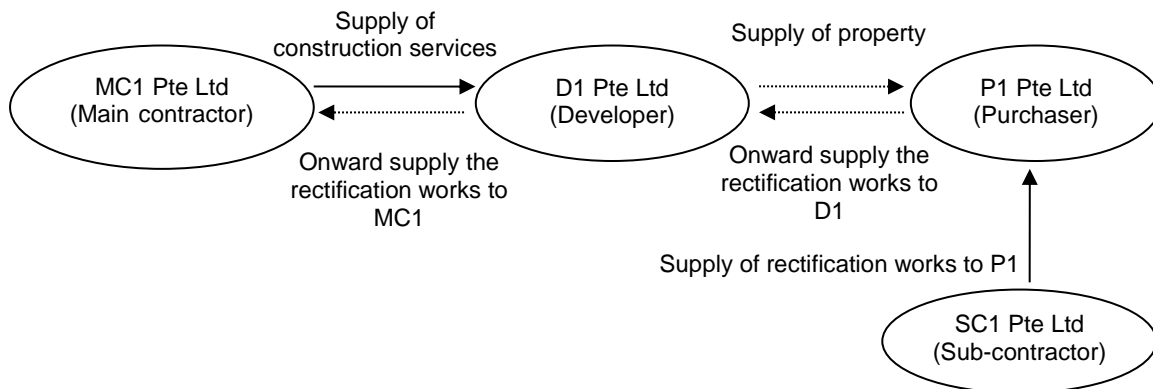 Supply of
construction services
Supply of property
MC1 Pte Ltd
(Main contractor)
D1 Pte Ltd
(Developer)
P1 Pte Ltd
(Purchaser)
Onward supply the
rectification works to
MC1
Onward supply the
rectification works to
D1
Supply of rectification works to P1
SC1 Pte Ltd
(Sub-contractor)